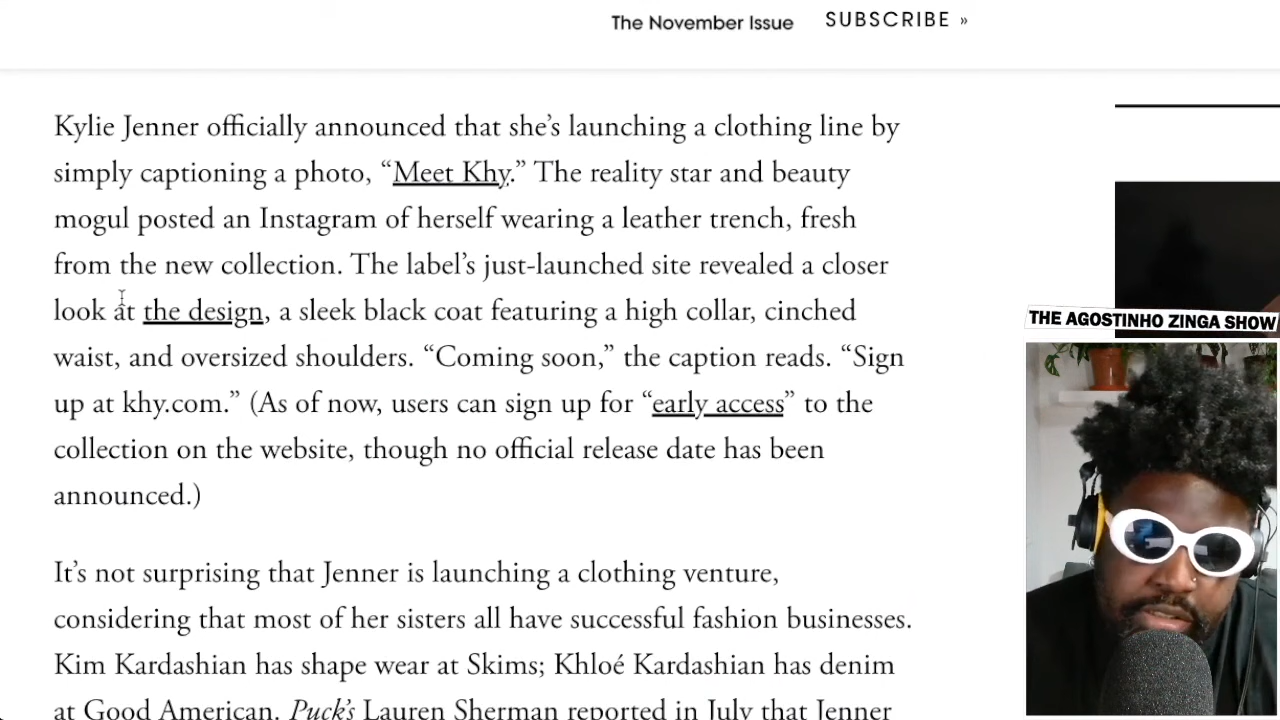 The November Issue
SUBSCRIBE »
Kylie Jenner officially announced that she’s launching a clothing line by
simply captioning a photo, “Meet Khy.” The reality star and beauty
mogul posted an Instagram of herself wearing a leather trench, fresh
from the new collection. The label’s just-launched site revealed a closer
look at the design, a sleek black coat featuring a high collar, cinched
waist, and oversized shoulders. “Coming soon,” the caption reads. “Sign
up at khy.com.” (As of now, users can sign up for “early access” to the
collection on the website, though no official release date has been
announced.)
It’s not surprising that Jenner is launching a clothing venture,
considering that most of her sisters all have successful fashion businesses.
Kim Kardashian has shape wear at Skims; Khloé Kardashian has denim
at Good American. Puck’s Lauren Sherman reported in July that Jenner
THE AGOSTINHO ZINGA SHOW